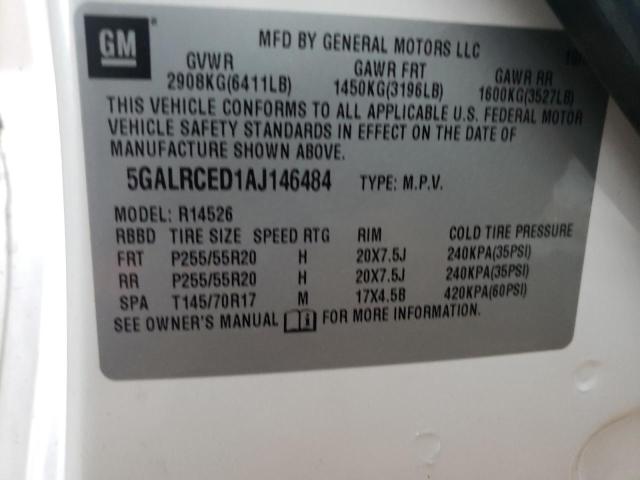 GM
MFD BY GENERAL MOTORS LLC
GVWR GAWR FRT GAWR RR
2908KG(6411LB) 1450KG(3196LB) 1600KG(3527LB)
THIS VEHICLE CONFORMS TO ALL APPLICABLE U.S. FEDERAL MOTOR
VEHICLE SAFETY STANDARDS IN EFFECT ON THE DATE OF
MANUFACTURE SHOWN ABOVE.
5GALRCED1AJ146484 TYPE: M.P.V.
MODEL: R14526
RBBD TIRE SIZE SPEED RTG RIM COLD TIRE PRESSURE
FRT P255/55R20 H 20X7.5J 240KPA(35PSI)
RR P255/55R20 H 20X7.5J 240KPA(35PSI)
SPA T145/70R17 M 17X4.5B 420KPA(60PSI)
SEE OWNER'S MANUAL FOR MORE INFORMATION.